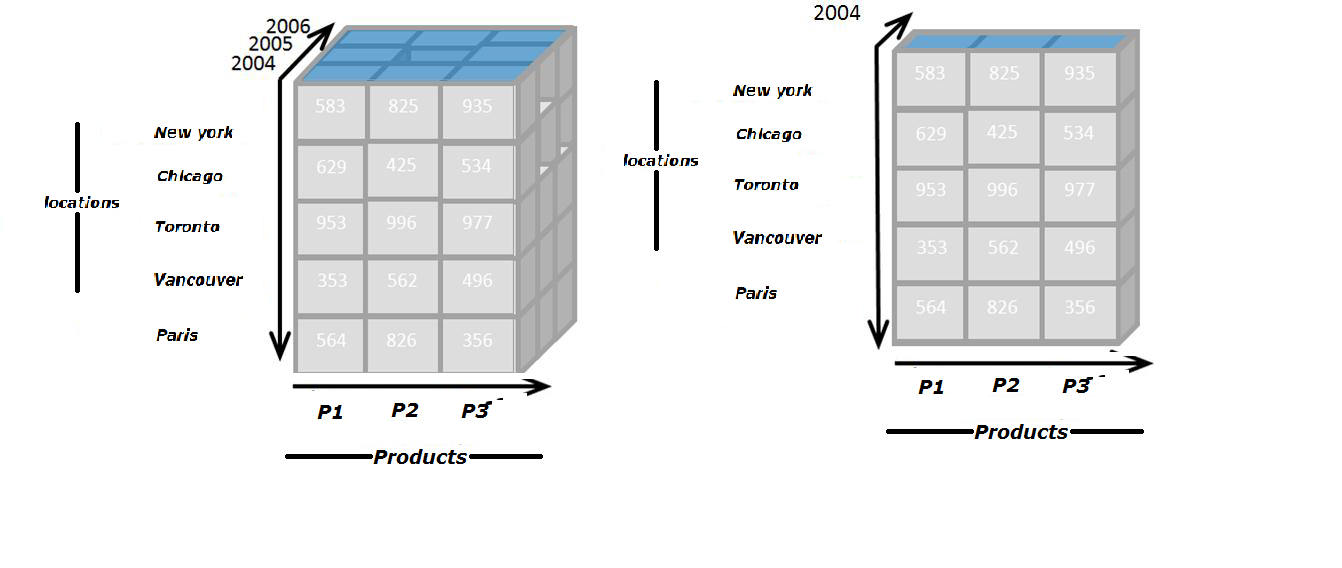 2006
2005
2004
583 825 935
New york
629 425 534
Chicago
locations
953 996 977
Toronto
353 562 496
Vancouver
564 826 356
Paris
P1 P2 P3
Products
2004
583 825 935
New york
629 425 534
Chicago
locations
953 996 977
Toronto
353 562 496
Vancouver
564 826 356
Paris
P1 P2 P3
Products